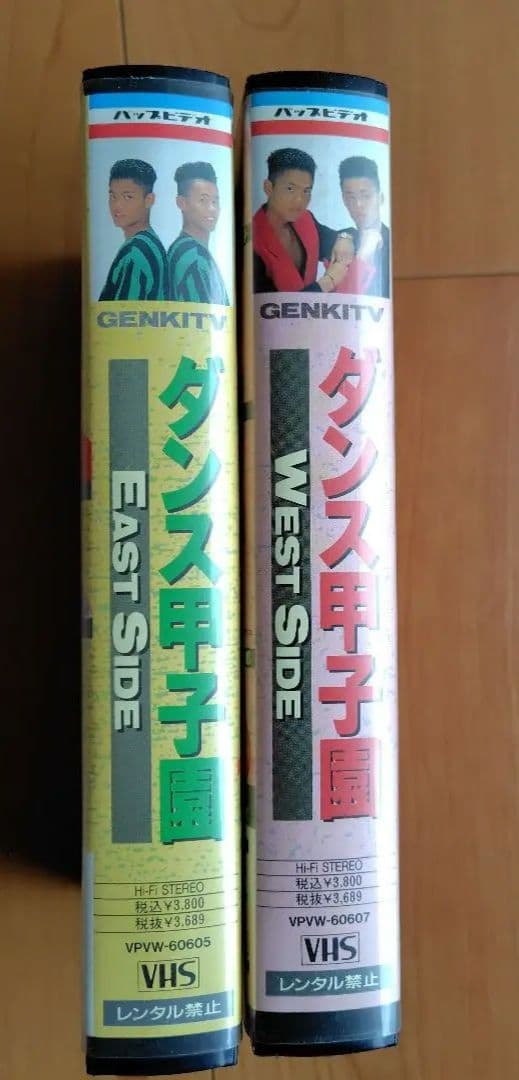 バップビデオ
GENKITV
ダンス甲子園
EAST SIDE
Hi-Fi STEREO
税込¥3,800
税抜¥3,689
VPVW-60605
VHS
レンタル禁止
バップビデオ
GENKITV
ダンス甲子園
WEST SIDE
Hi-Fi STEREO
税込¥3,800
税抜¥3,689
VPVW-60607
VHS
レンタル禁止